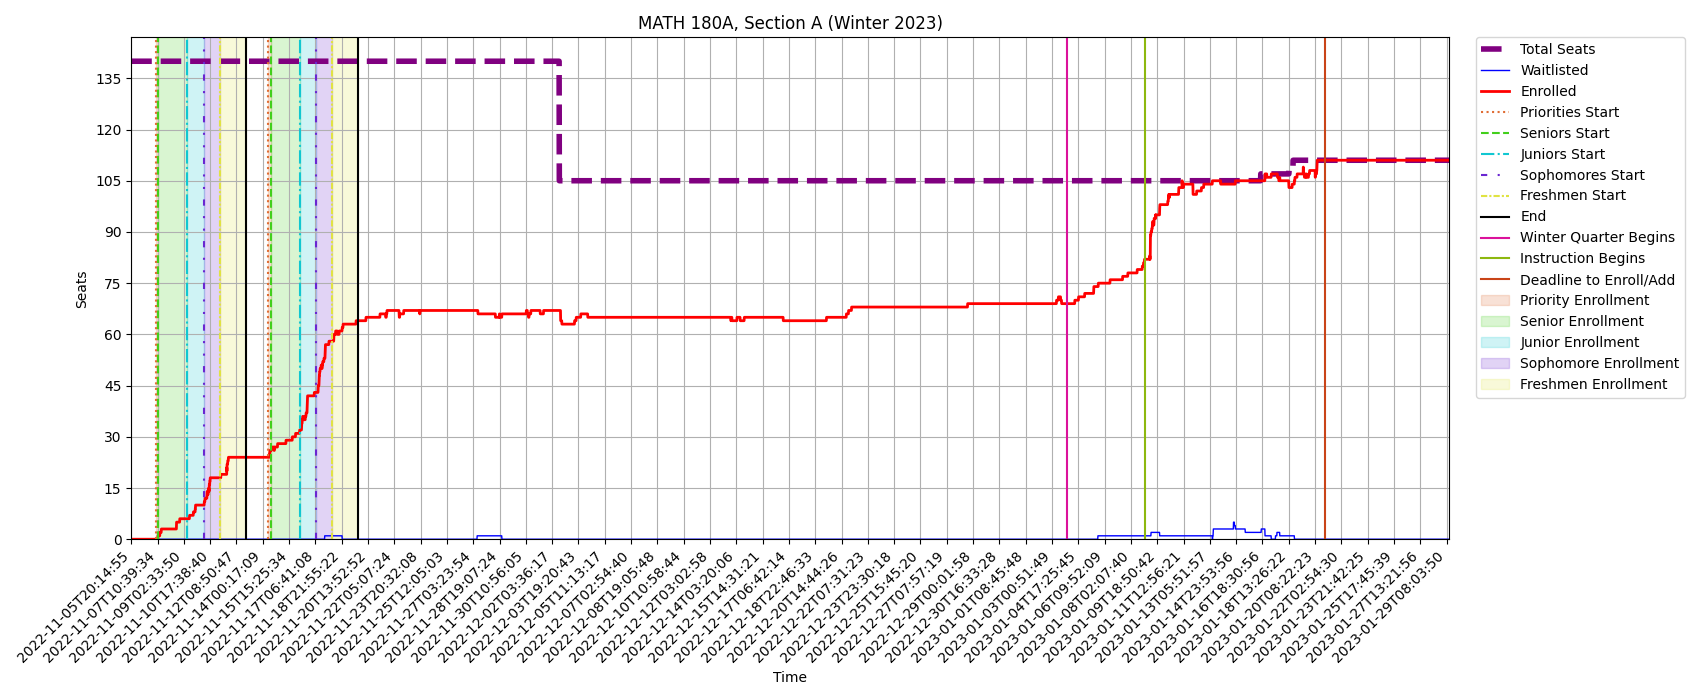 MATH 180A, Section A (Winter 2023)
Seats
135
120
105
90
75
60
45
30
15
0
2022-11-05T20:14:55
2022-11-07T10:39:34
2022-11-09T02:33:50
2022-11-10T17:38:40
2022-11-12T08:50:47
2022-11-14T00:17:09
2022-11-15T15:25:34
2022-11-17T06:41:08
2022-11-18T21:55:22
2022-11-20T13:52:52
2022-11-22T05:07:24
2022-11-23T20:32:08
2022-11-25T12:05:03
2022-11-27T03:23:54
2022-11-28T19:07:24
2022-11-30T10:56:05
2022-12-02T03:36:17
2022-12-03T19:20:43
2022-12-05T11:13:17
2022-12-07T02:54:40
2022-12-08T19:05:48
2022-12-10T10:58:44
2022-12-12T03:02:58
2022-12-14T03:20:06
2022-12-15T14:31:21
2022-12-17T06:42:14
2022-12-18T22:46:33
2022-12-20T14:44:26
2022-12-22T07:31:23
2022-12-23T23:30:18
2022-12-25T15:45:20
2022-12-27T07:57:19
2022-12-29T00:01:58
2022-12-30T16:33:28
2023-01-01T08:45:48
2023-01-03T00:51:49
2023-01-04T17:25:45
2023-01-06T09:52:09
2023-01-08T02:07:40
2023-01-09T18:50:42
2023-01-11T12:56:21
2023-01-13T05:51:57
2023-01-14T23:53:56
2023-01-16T18:30:56
2023-01-18T13:26:22
2023-01-20T08:22:23
2023-01-22T02:54:30
2023-01-23T21:42:25
2023-01-25T17:45:39
2023-01-27T13:21:56
2023-01-29T08:03:50
Time
Total Seats
Waitlisted
Enrolled
Priorities Start
Seniors Start
Juniors Start
Sophomores Start
Freshmen Start
End
Winter Quarter Begins
Instruction Begins
Deadline to Enroll/Add
Priority Enrollment
Senior Enrollment
Junior Enrollment
Sophomore Enrollment
Freshmen Enrollment